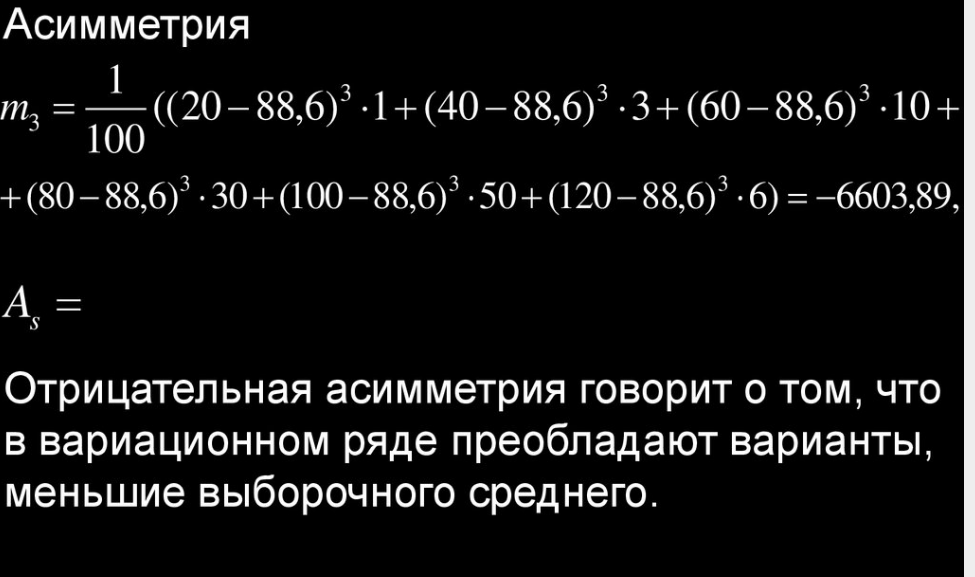 Асимметрия
m₃ = 1/100 ((20 − 88,6)³ · 1 + (40 − 88,6)³ · 3 + (60 − 88,6)³ · 10 +
+ (80 − 88,6)³ · 30 + (100 − 88,6)³ · 50 + (120 − 88,6)³ · 6) = −6603,89,
Aₛ =
Отрицательная асимметрия говорит о том, что
в вариационном ряде преобладают варианты,
меньшие выборочного среднего.